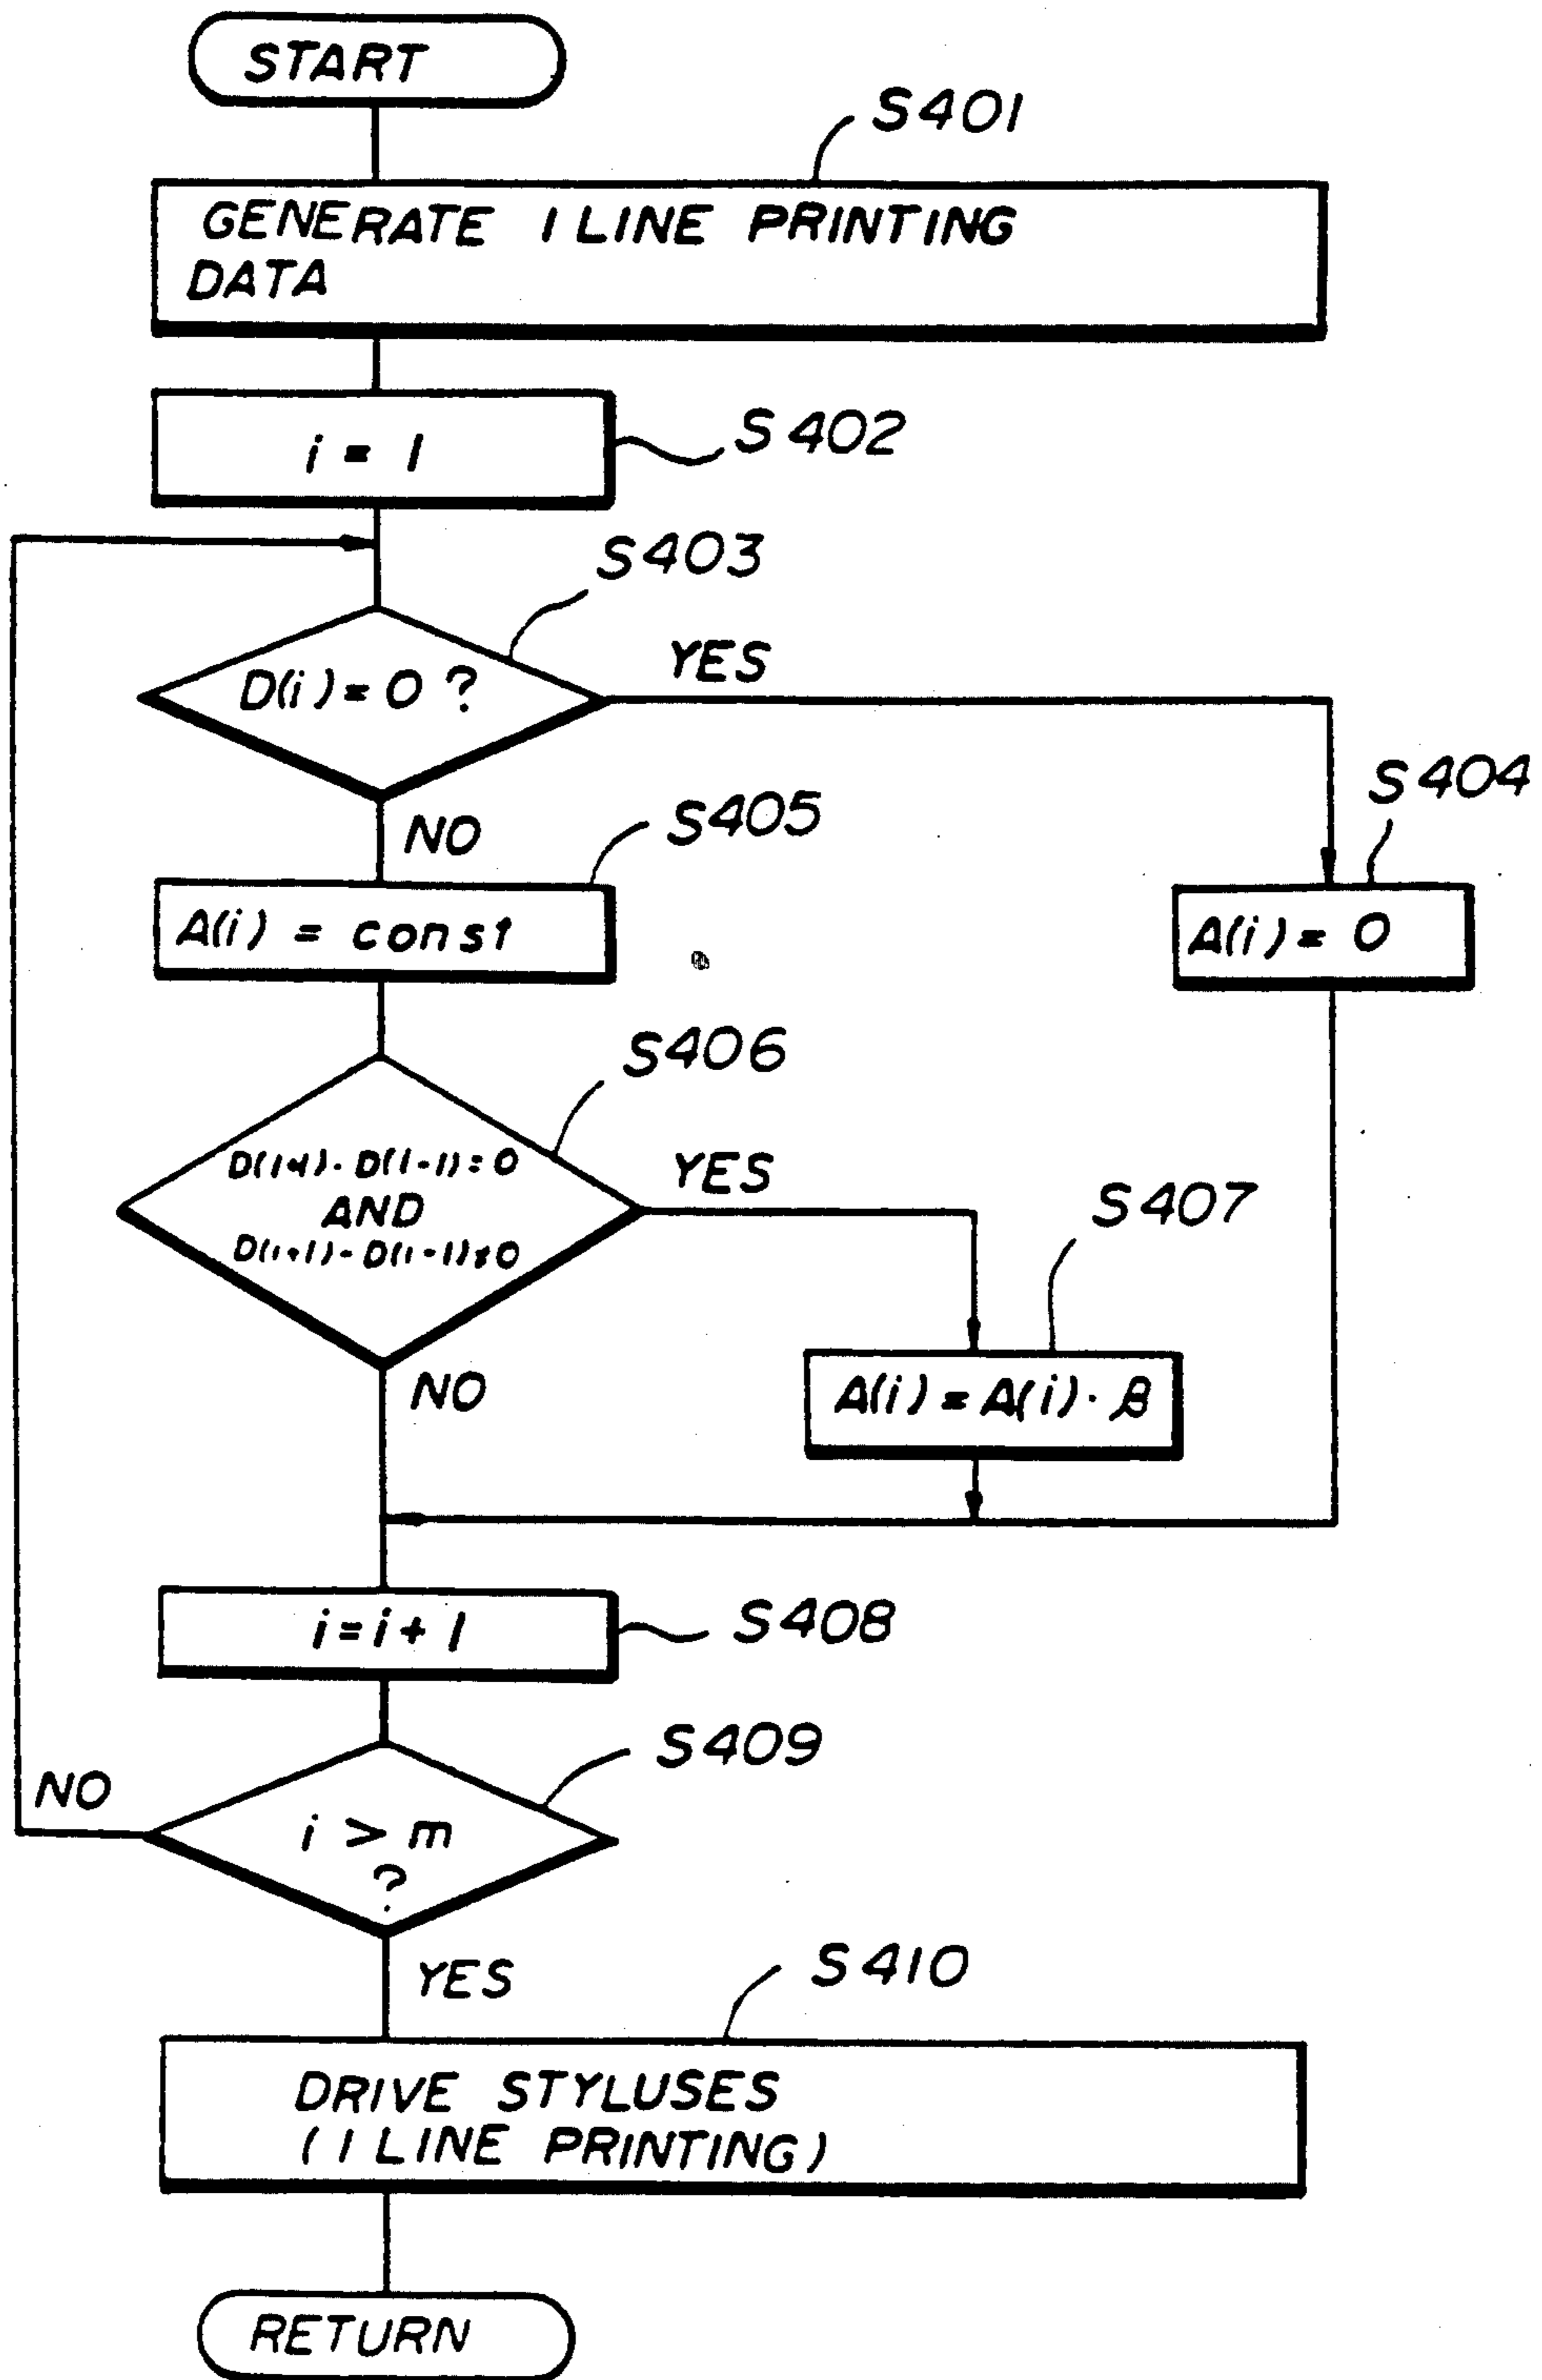 START
S401
GENERATE 1 LINE PRINTING
DATA
i = 1
S402
S403
D(i) = 0 ?
YES
S404
NO
S405
A(i) = const
A(i) = 0
S406
D(i+1) · D(i-1) = 0
AND
D(i+1) - D(i-1) ≠ 0
YES
S407
NO
A(i) = A(i) · β
i = i + 1
S408
S409
NO
i > m
?
YES
S410
DRIVE STYLUSES
(1 LINE PRINTING)
RETURN